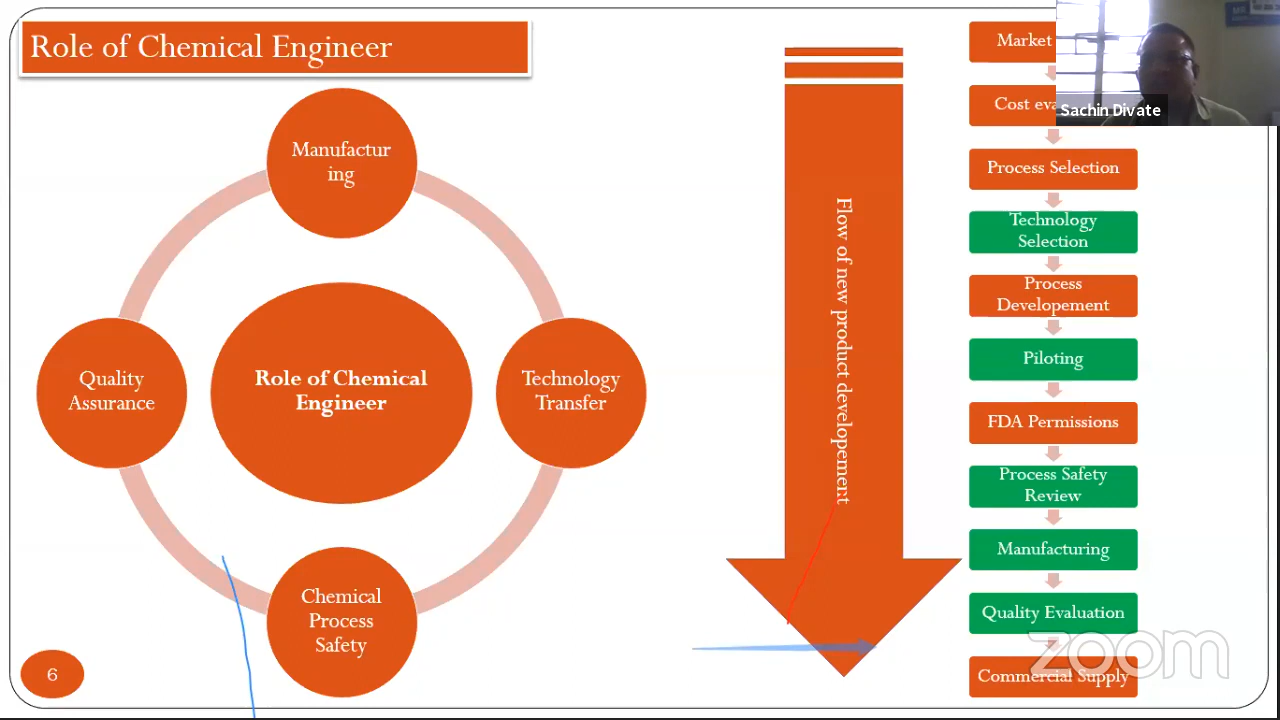 Role of Chemical Engineer
Manufactur
ing
Quality
Assurance
Role of Chemical
Engineer
Technology
Transfer
Chemical
Process
Safety
6
Flow of new product developement
Market
Cost eva
Process Selection
Technology
Selection
Process
Developement
Piloting
FDA Permissions
Process Safety
Review
Manufacturing
Quality Evaluation
Commercial Supply
Sachin Divate
zoom